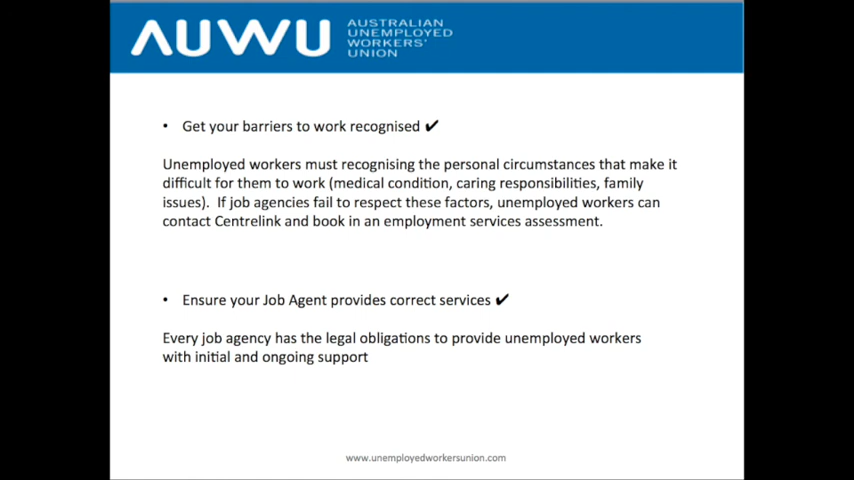 AUWU
AUSTRALIAN
UNEMPLOYED
WORKERS'
UNION
• Get your barriers to work recognised ✔
Unemployed workers must recognising the personal circumstances that make it
difficult for them to work (medical condition, caring responsibilities, family
issues). If job agencies fail to respect these factors, unemployed workers can
contact Centrelink and book in an employment services assessment.
• Ensure your Job Agent provides correct services ✔
Every job agency has the legal obligations to provide unemployed workers
with initial and ongoing support
www.unemployedworkersunion.com